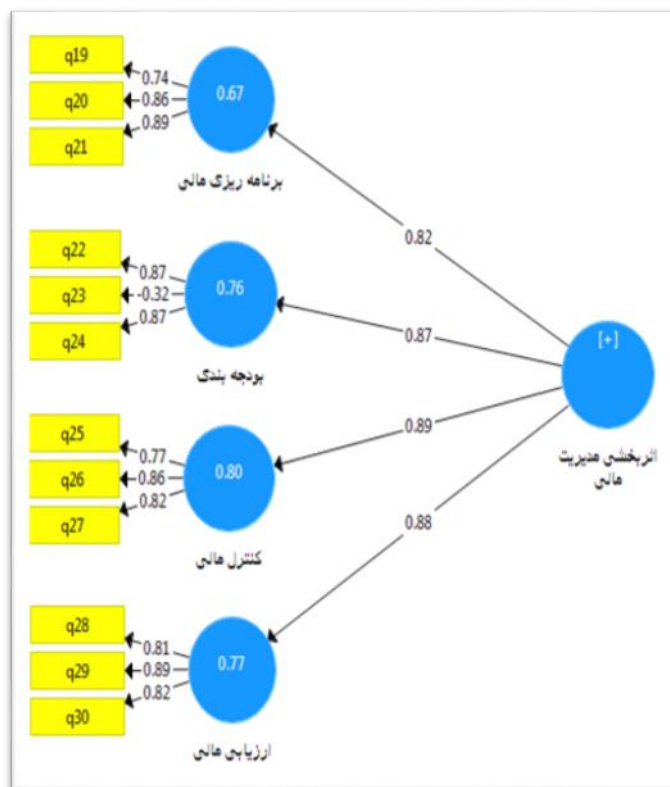 q19
q20
q21
0.74
0.86
0.89
0.67
برنامه ریزی مالی
0.82
q22
q23
q24
0.87
-0.32
0.87
0.76
بودجه بندی
0.87
[+]
اثربخشی مدیریت
مالی
q25
q26
q27
0.77
0.86
0.82
0.80
کنترل مالی
0.89
q28
q29
q30
0.81
0.89
0.82
0.77
ارزیابی مالی
0.88